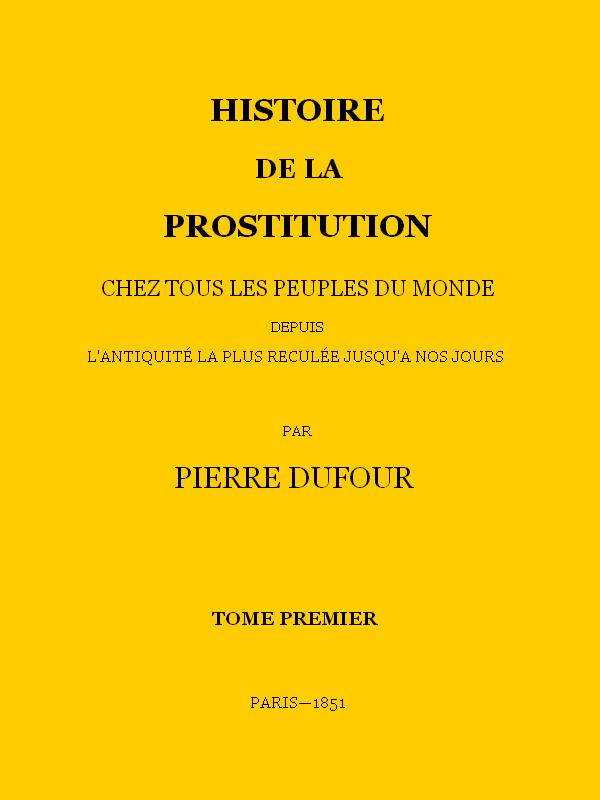 HISTOIRE
DE LA
PROSTITUTION
CHEZ TOUS LES PEUPLES DU MONDE
DEPUIS
L'ANTIQUITÉ LA PLUS RECULÉE JUSQU'A NOS JOURS
PAR
PIERRE DUFOUR
TOME PREMIER
PARIS—1851